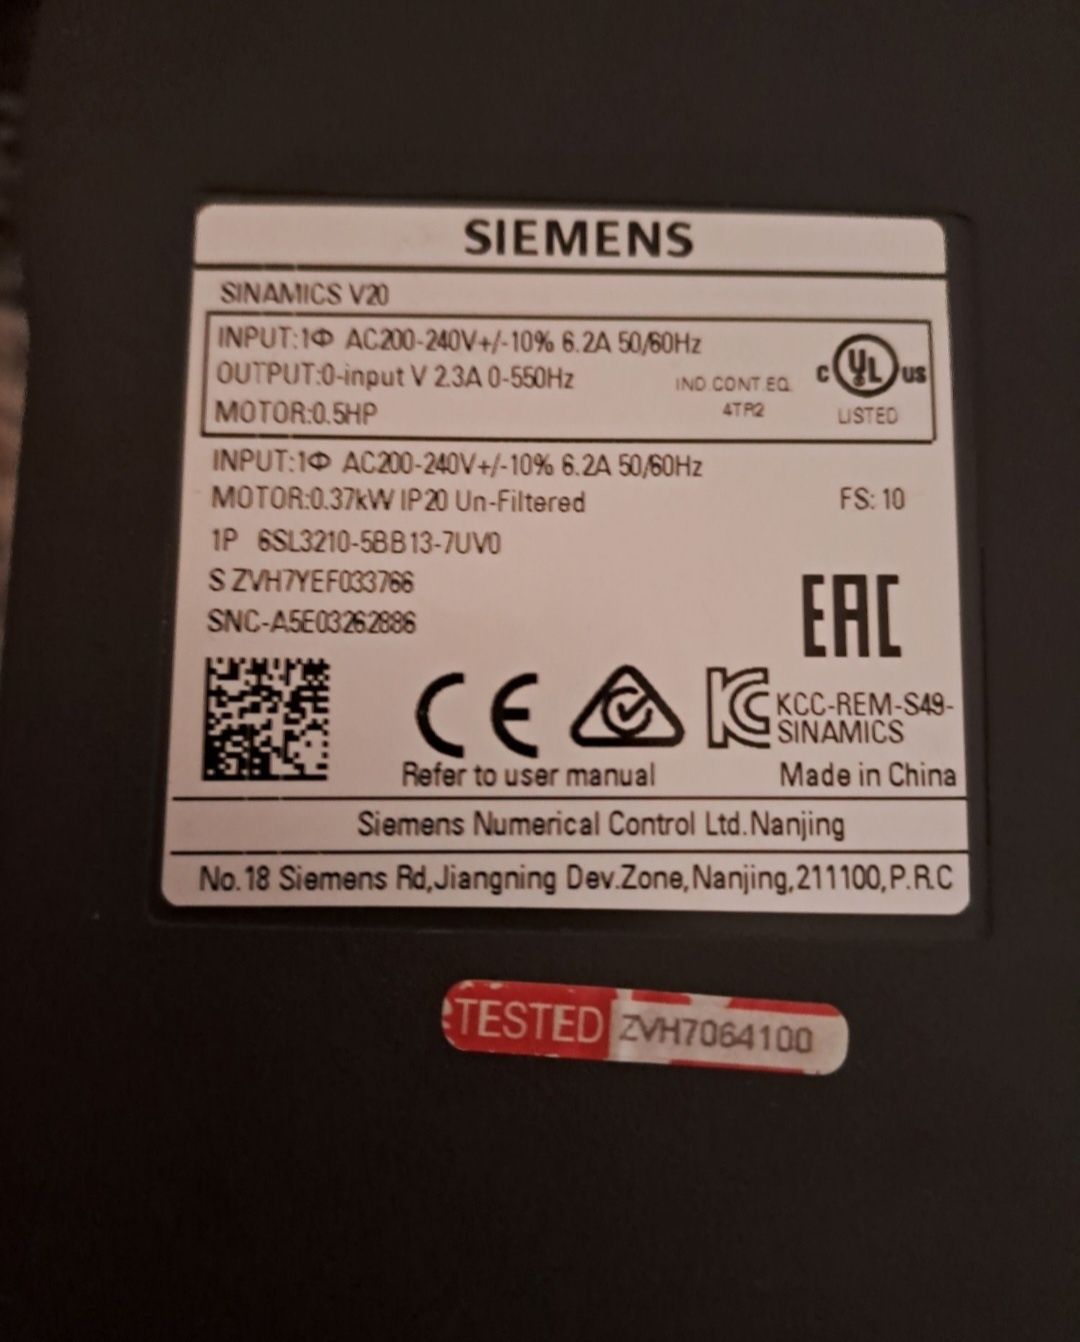 SIEMENS
SINAMICS V20
INPUT:1Φ AC200-240V+/-10% 6.2A 50/60Hz
OUTPUT:0-input V 2.3A 0-550Hz
MOTOR:0.5HP
IND.CONT.EQ.
4TR2
c UL us
LISTED
INPUT:1Φ AC200-240V+/-10% 6.2A 50/60Hz
MOTOR:0.37kW IP20 Un-Filtered
FS: 10
1P 6SL3210-5BB13-7UV0
S ZVH7YEF033766
SNC-A5E03262886
EAC
CE
KC
KCC-REM-S49-
SINAMICS
Refer to user manual
Made in China
Siemens Numerical Control Ltd.Nanjing
No.18 Siemens Rd,Jiangning Dev.Zone,Nanjing,211100,P.R.C
TESTED ZVH7064100